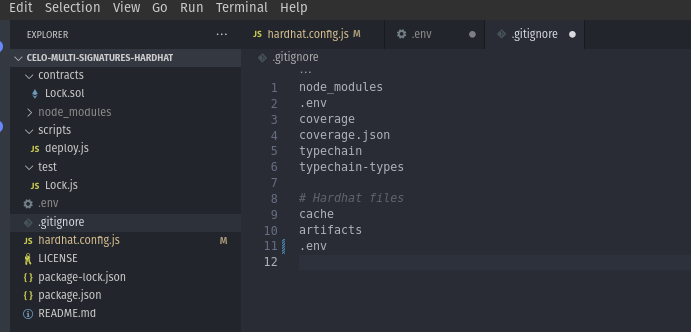 Edit Selection View Go Run Terminal Help
EXPLORER ...
JS hardhat.config.js M
.env
.gitignore
CELO-MULTI-SIGNATURES-HARDHAT
contracts
Lock.sol
node_modules
scripts
JS deploy.js
test
JS Lock.js
.env
.gitignore
JS hardhat.config.js M
LICENSE
{} package-lock.json
{} package.json
README.md
.gitignore
...
1 node_modules
2 .env
3 coverage
4 coverage.json
5 typechain
6 typechain-types
7
8 # Hardhat files
9 cache
10 artifacts
11 .env
12